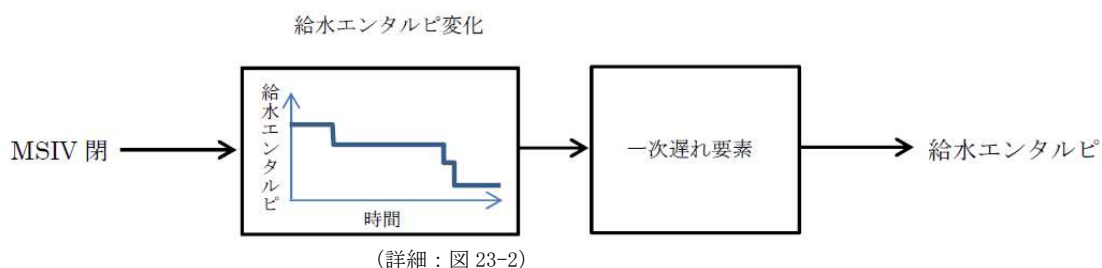 給水エンタルピ変化
MSIV 閉
給水エンタルピ
時間
一次遅れ要素
給水エンタルピ
(詳細：図 23-2)